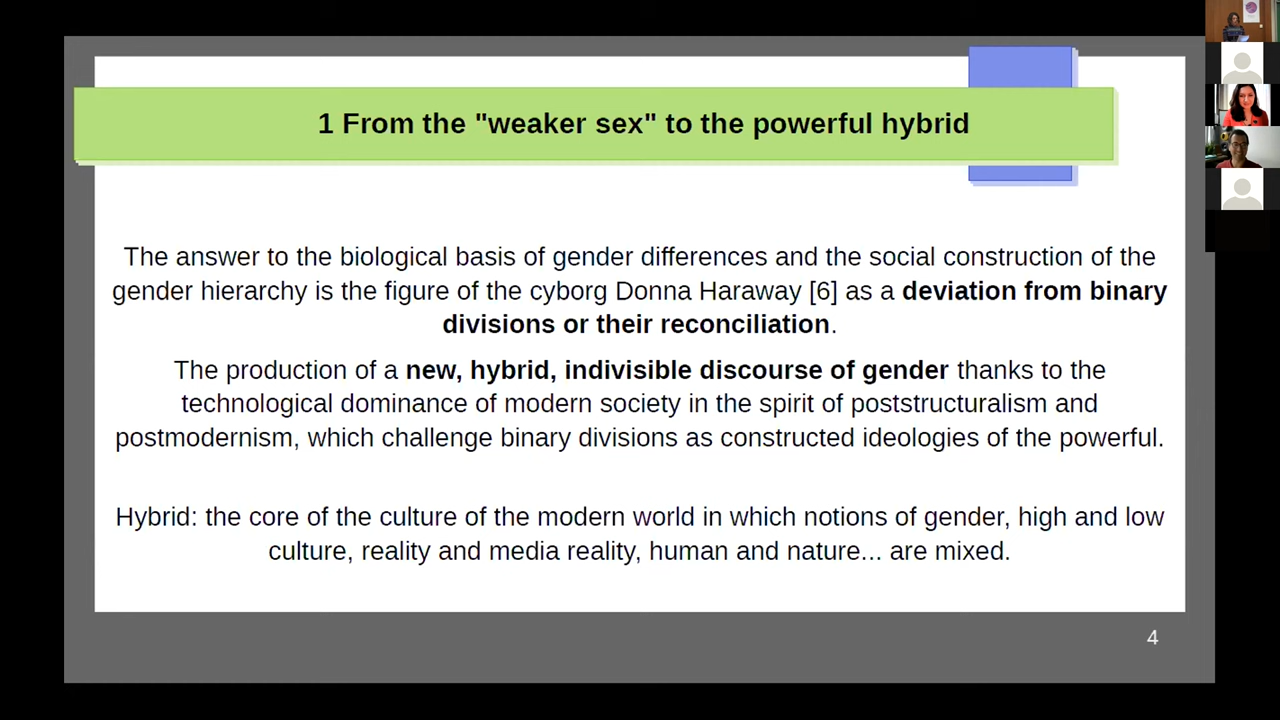 1 From the "weaker sex" to the powerful hybrid
The answer to the biological basis of gender differences and the social construction of the
gender hierarchy is the figure of the cyborg Donna Haraway [6] as a deviation from binary
divisions or their reconciliation.
The production of a new, hybrid, indivisible discourse of gender thanks to the
technological dominance of modern society in the spirit of poststructuralism and
postmodernism, which challenge binary divisions as constructed ideologies of the powerful.
Hybrid: the core of the culture of the modern world in which notions of gender, high and low
culture, reality and media reality, human and nature... are mixed.
4